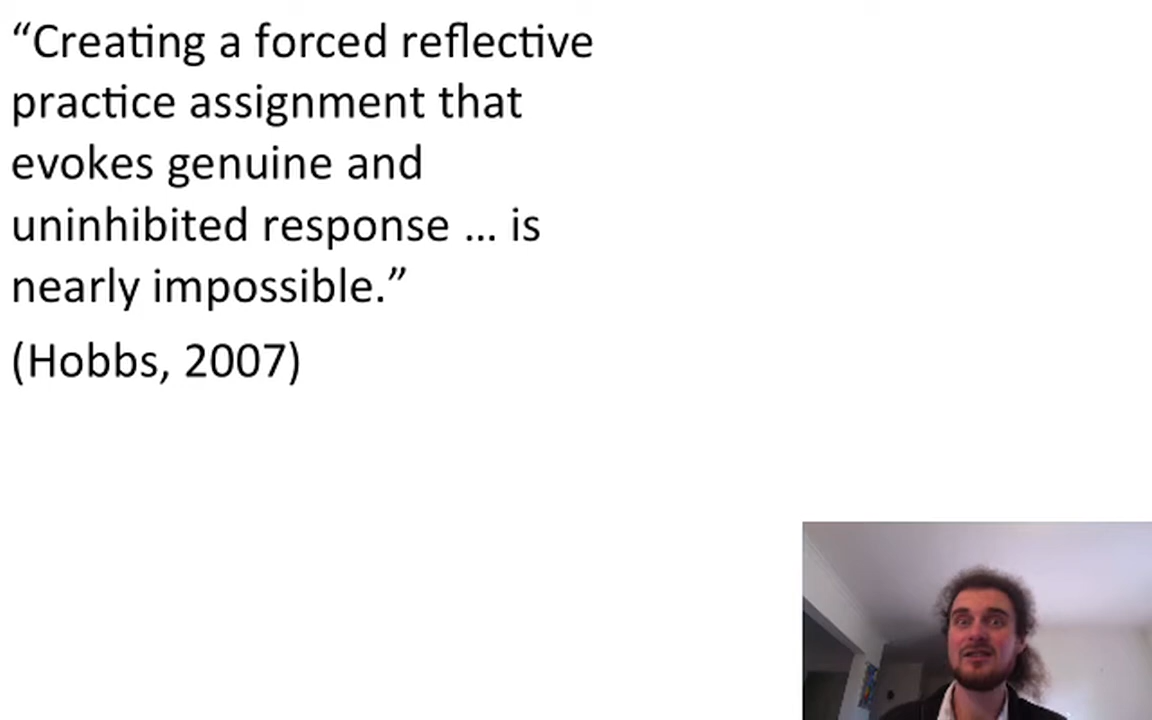 “Creating a forced reflective
practice assignment that
evokes genuine and
uninhibited response ... is
nearly impossible.”
(Hobbs, 2007)